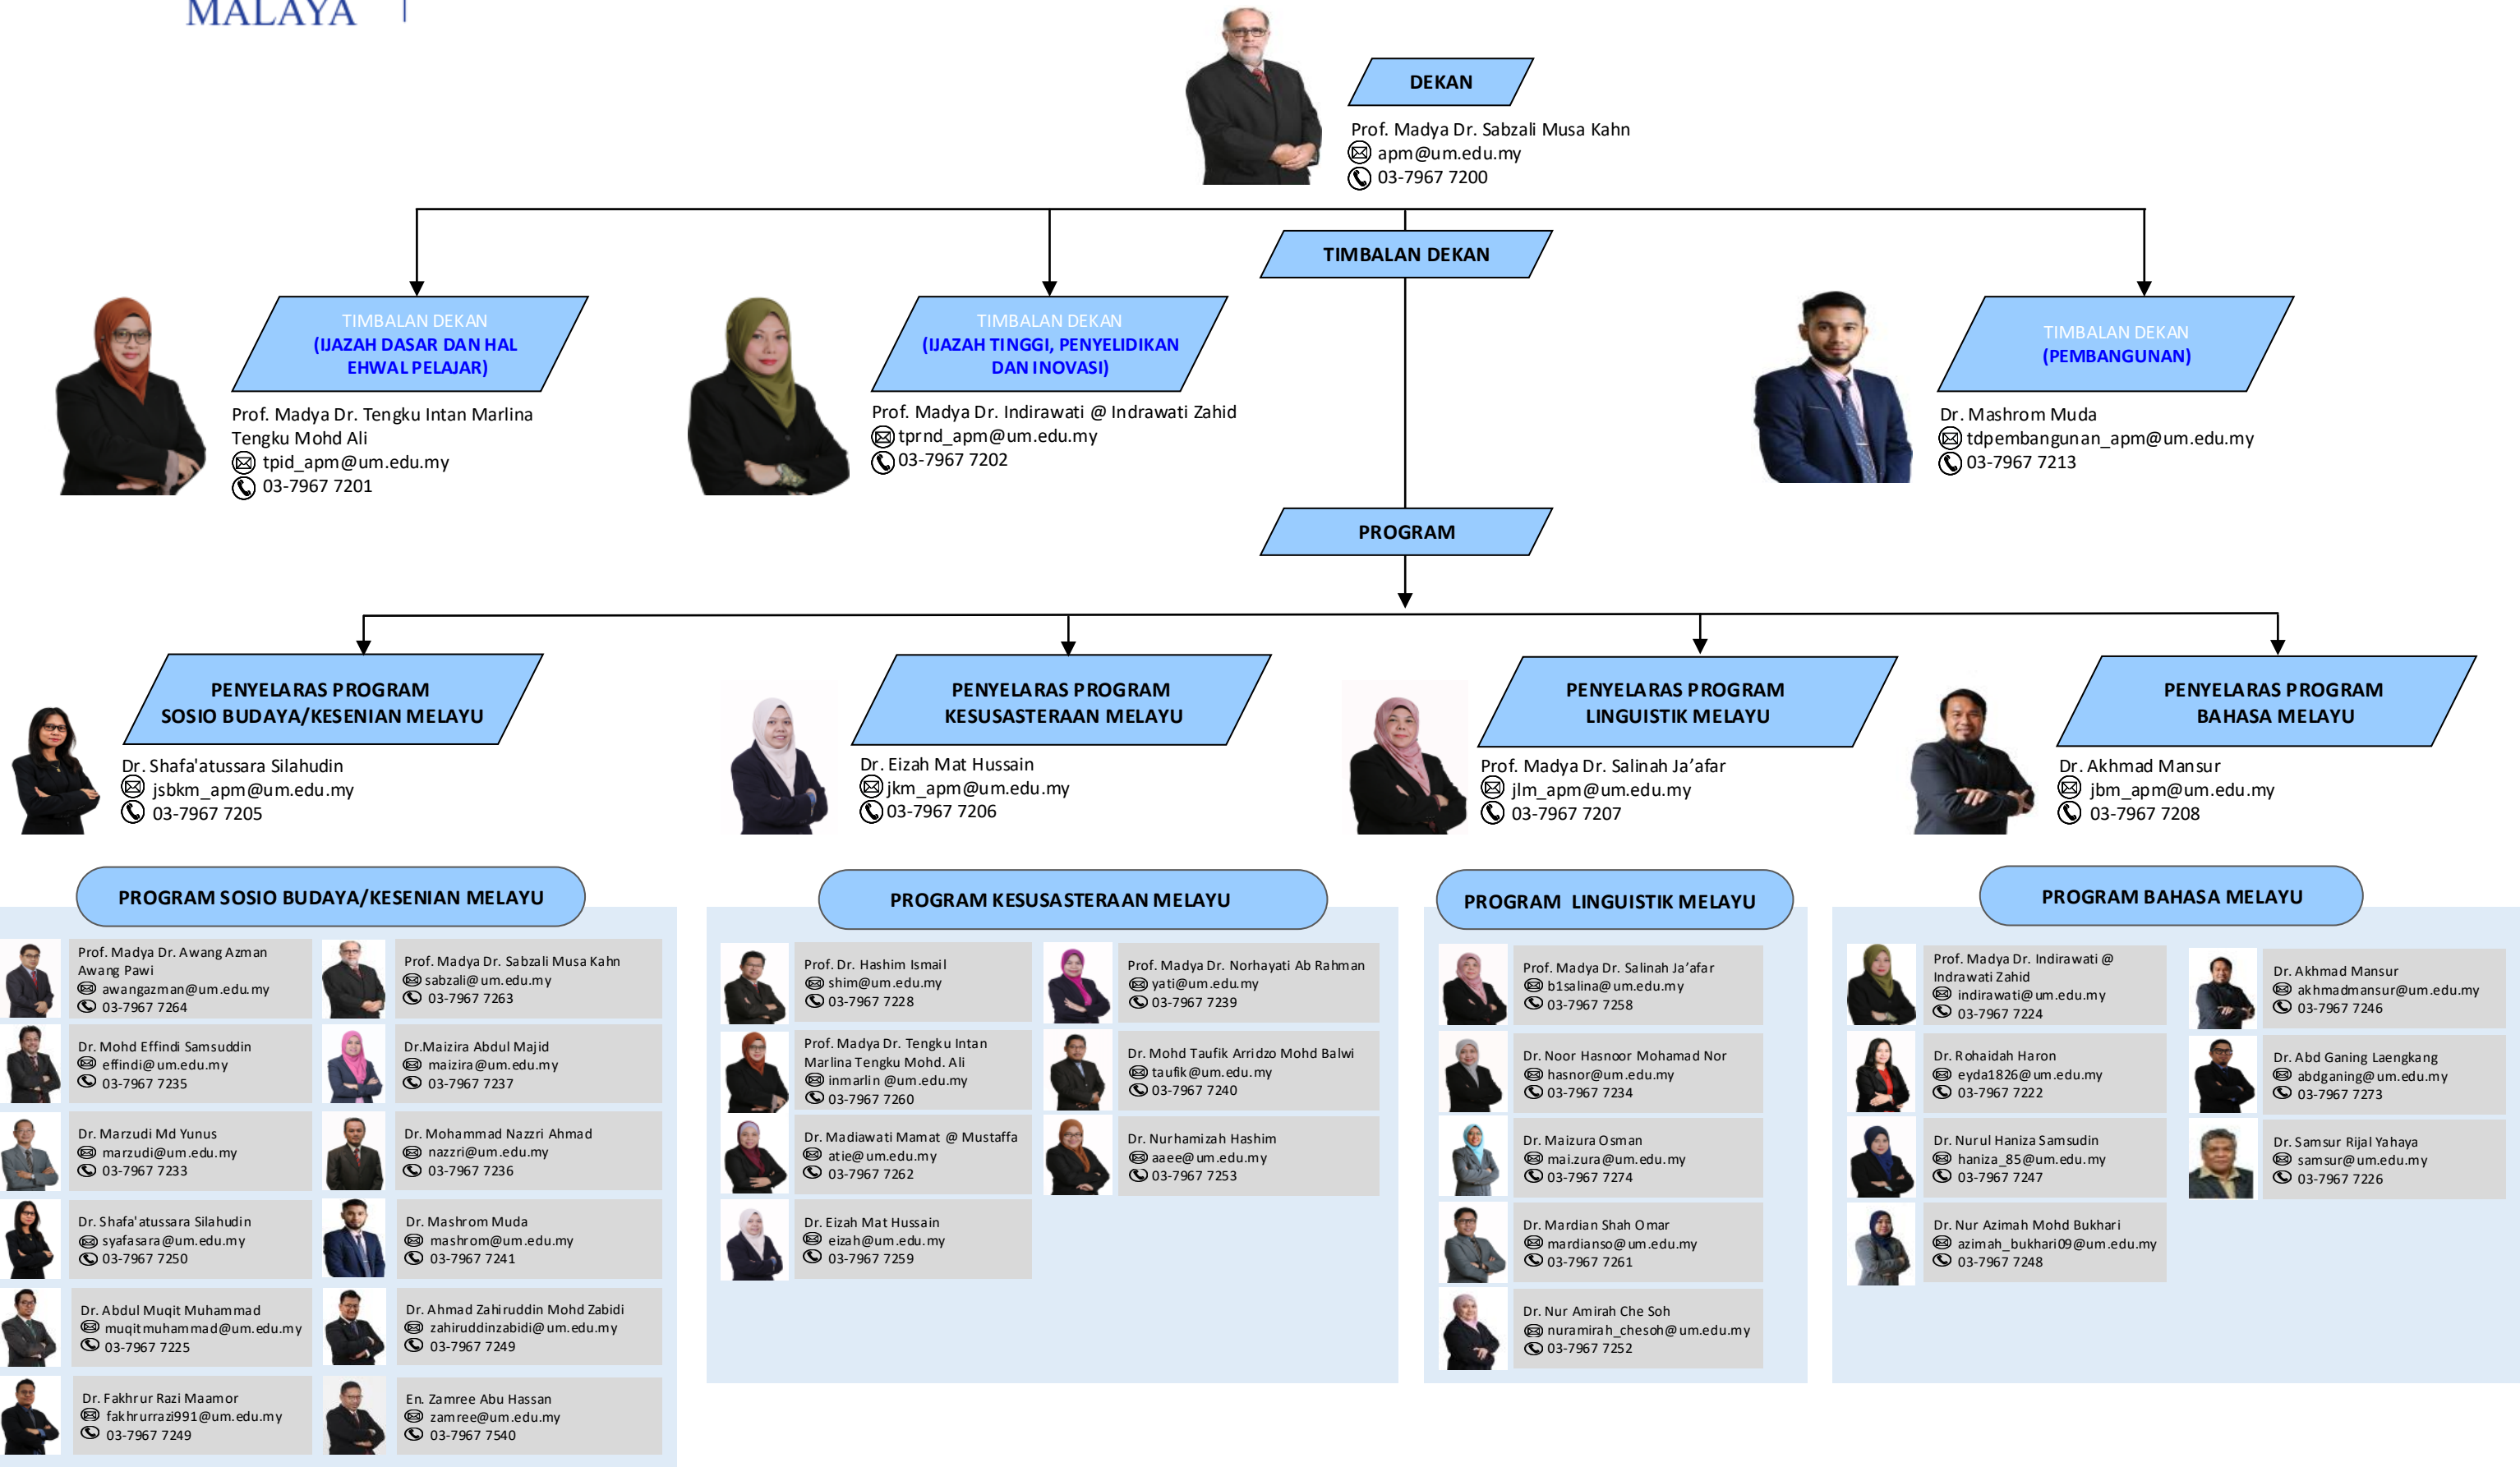 MALAYA
DEKAN
Prof. Madya Dr. Sabzali Musa Kahn
apm@um.edu.my
03-7967 7200
TIMBALAN DEKAN
TIMBALAN DEKAN
(IJAZAH DASAR DAN HAL
EHWAL PELAJAR)
Prof. Madya Dr. Tengku Intan Marlina
Tengku Mohd Ali
tpid_apm@um.edu.my
03-7967 7201
TIMBALAN DEKAN
(IJAZAH TINGGI, PENYELIDIKAN
DAN INOVASI)
Prof. Madya Dr. Indirawati @ Indrawati Zahid
tprnd_apm@um.edu.my
03-7967 7202
TIMBALAN DEKAN
(PEMBANGUNAN)
Dr. Mashrom Muda
tdpembangunan_apm@um.edu.my
03-7967 7213
PROGRAM
PENYELARAS PROGRAM
SOSIO BUDAYA/KESENIAN MELAYU
Dr. Shafa'atussara Silahudin
jsbkm_apm@um.edu.my
03-7967 7205
PENYELARAS PROGRAM
KESUSASTERAAN MELAYU
Dr. Eizah Mat Hussain
jkm_apm@um.edu.my
03-7967 7206
PENYELARAS PROGRAM
LINGUISTIK MELAYU
Prof. Madya Dr. Salinah Ja’afar
jlm_apm@um.edu.my
03-7967 7207
PENYELARAS PROGRAM
BAHASA MELAYU
Dr. Akhmad Mansur
jbm_apm@um.edu.my
03-7967 7208
PROGRAM SOSIO BUDAYA/KESENIAN MELAYU
Prof. Madya Dr. Awang Azman
Awang Pawi
awangazman@um.edu.my
03-7967 7264
Prof. Madya Dr. Sabzali Musa Kahn
sabzali@um.edu.my
03-7967 7263
Dr. Mohd Effindi Samsuddin
effindi@um.edu.my
03-7967 7235
Dr.Maizira Abdul Majid
maizira@um.edu.my
03-7967 7237
Dr. Marzudi Md Yunus
marzudi@um.edu.my
03-7967 7233
Dr. Mohammad Nazzri Ahmad
nazzri@um.edu.my
03-7967 7236
Dr. Shafa'atussara Silahudin
syafasara@um.edu.my
03-7967 7250
Dr. Mashrom Muda
mashrom@um.edu.my
03-7967 7241
Dr. Abdul Muqit Muhammad
muqitmuhammad@um.edu.my
03-7967 7225
Dr. Ahmad Zahiruddin Mohd Zabidi
zahiruddinzabidi@um.edu.my
03-7967 7249
Dr. Fakhrur Razi Maamor
fakhrurrazi991@um.edu.my
03-7967 7249
En. Zamree Abu Hassan
zamree@um.edu.my
03-7967 7540
PROGRAM KESUSASTERAAN MELAYU
Prof. Dr. Hashim Ismail
shim@um.edu.my
03-7967 7228
Prof. Madya Dr. Norhayati Ab Rahman
yati@um.edu.my
03-7967 7239
Prof. Madya Dr. Tengku Intan
Marlina Tengku Mohd. Ali
inmarlin @um.edu.my
03-7967 7260
Dr. Mohd Taufik Arridzo Mohd Balwi
taufik@um.edu.my
03-7967 7240
Dr. Madiawati Mamat @ Mustaffa
atie@um.edu.my
03-7967 7262
Dr. Nurhamizah Hashim
aaee@um.edu.my
03-7967 7253
Dr. Eizah Mat Hussain
eizah@um.edu.my
03-7967 7259
PROGRAM LINGUISTIK MELAYU
Prof. Madya Dr. Salinah Ja’afar
b1salina@um.edu.my
03-7967 7258
Dr. Noor Hasnoor Mohamad Nor
hasnor@um.edu.my
03-7967 7234
Dr. Maizura Osman
mai.zura@um.edu.my
03-7967 7274
Dr. Mardian Shah Omar
mardianso@um.edu.my
03-7967 7261
Dr. Nur Amirah Che Soh
nuramirah_chesoh@um.edu.my
03-7967 7252
PROGRAM BAHASA MELAYU
Prof. Madya Dr. Indirawati @
Indrawati Zahid
indirawati@um.edu.my
03-7967 7224
Dr. Akhmad Mansur
akhmadmansur@um.edu.my
03-7967 7246
Dr. Rohaidah Haron
eyda1826@um.edu.my
03-7967 7222
Dr. Abd Ganing Laengkang
abdganing@um.edu.my
03-7967 7273
Dr. Nurul Haniza Samsudin
haniza_85@um.edu.my
03-7967 7247
Dr. Samsur Rijal Yahaya
samsur@um.edu.my
03-7967 7226
Dr. Nur Azimah Mohd Bukhari
azimah_bukhari09@um.edu.my
03-7967 7248